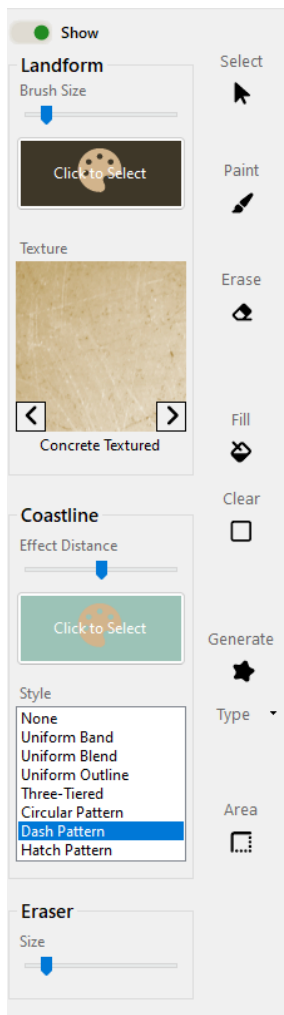 Show
Landform
Brush Size
Click to Select
Texture
Concrete Textured
Coastline
Effect Distance
Click to Select
Style
None
Uniform Band
Uniform Blend
Uniform Outline
Three-Tiered
Circular Pattern
Dash Pattern
Hatch Pattern
Eraser
Size
Select
Paint
Erase
Fill
Clear
Generate
Type
Area